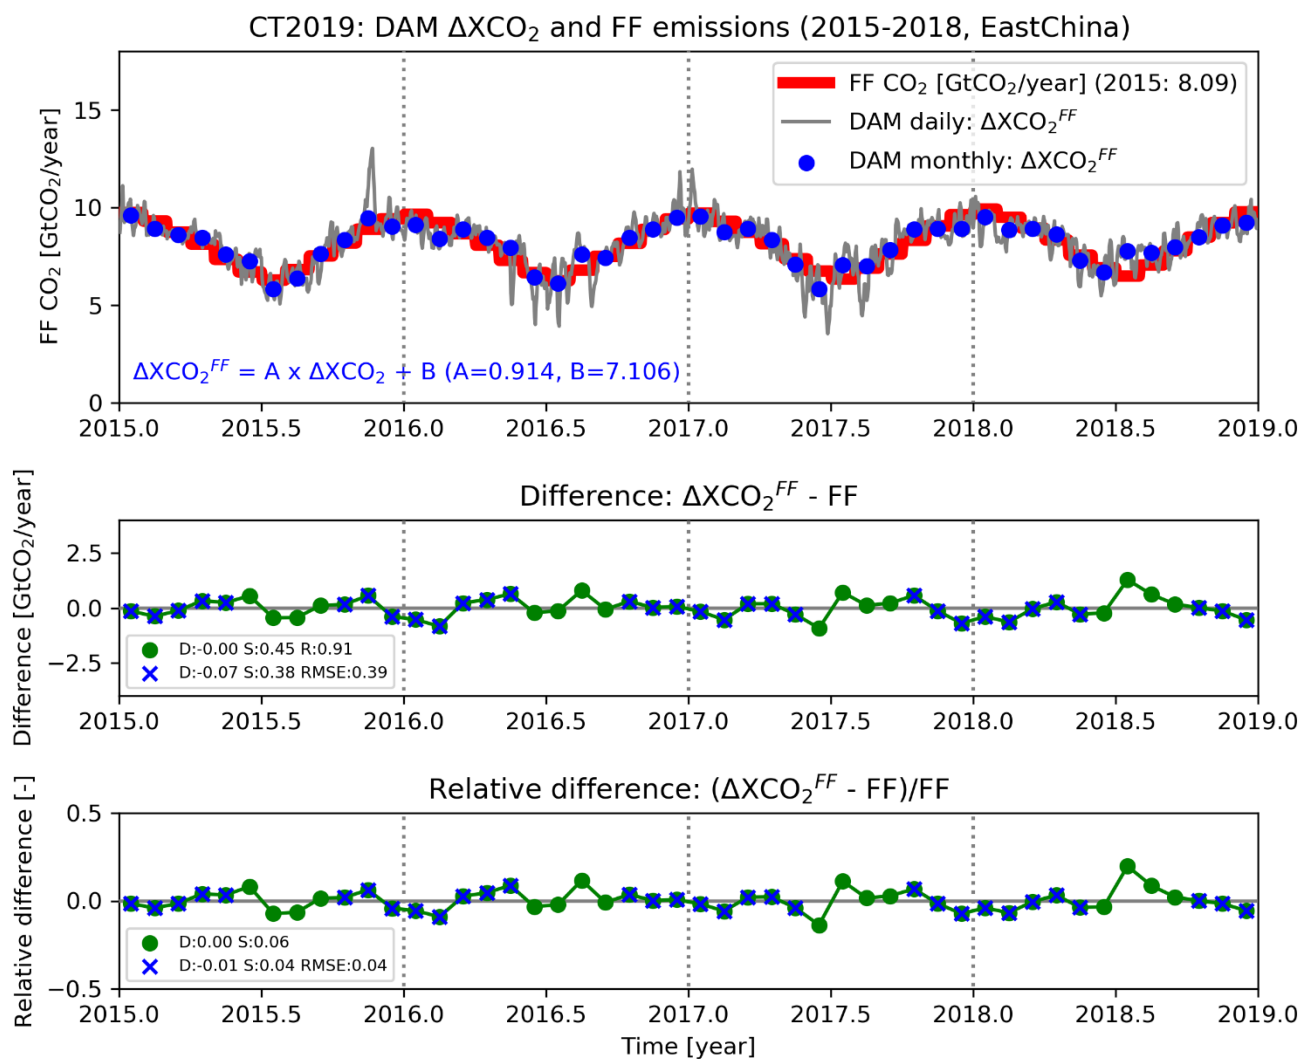 CT2019: DAM ΔXCO₂ and FF emissions (2015-2018, EastChina)
FF CO₂ [GtCO₂/year]
15
10
5
0
FF CO₂ [GtCO₂/year] (2015: 8.09)
DAM daily: ΔXCO₂^FF
DAM monthly: ΔXCO₂^FF
ΔXCO₂^FF = A x ΔXCO₂ + B (A=0.914, B=7.106)
2015.0 2015.5 2016.0 2016.5 2017.0 2017.5 2018.0 2018.5 2019.0
Difference: ΔXCO₂^FF - FF
Difference [GtCO₂/year]
2.5
0.0
−2.5
D:-0.00 S:0.45 R:0.91
D:-0.07 S:0.38 RMSE:0.39
2015.0 2015.5 2016.0 2016.5 2017.0 2017.5 2018.0 2018.5 2019.0
Relative difference: (ΔXCO₂^FF - FF)/FF
Relative difference [-]
0.5
0.0
−0.5
D:0.00 S:0.06
D:-0.01 S:0.04 RMSE:0.04
2015.0 2015.5 2016.0 2016.5 2017.0 2017.5 2018.0 2018.5 2019.0
Time [year]